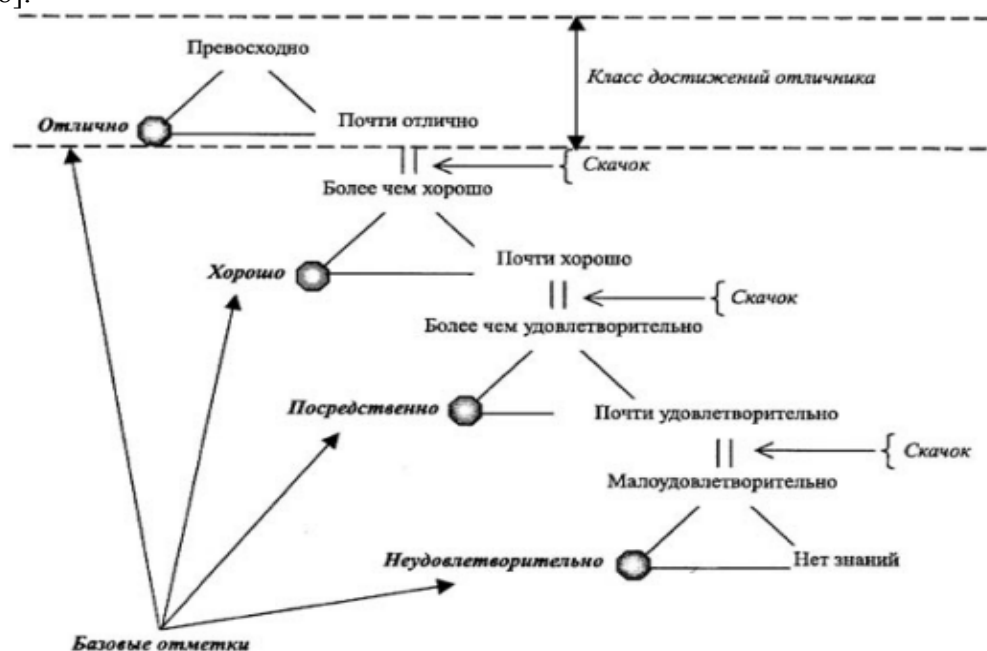 6].
Превосходно
Класс достижений отличника
Отлично
Почти отлично
Скачок
Более чем хорошо
Почти хорошо
Хорошо
Скачок
Более чем удовлетворительно
Посредственно
Почти удовлетворительно
Скачок
Малоудовлетворительно
Неудовлетворительно
Нет знаний
Базовые отметки